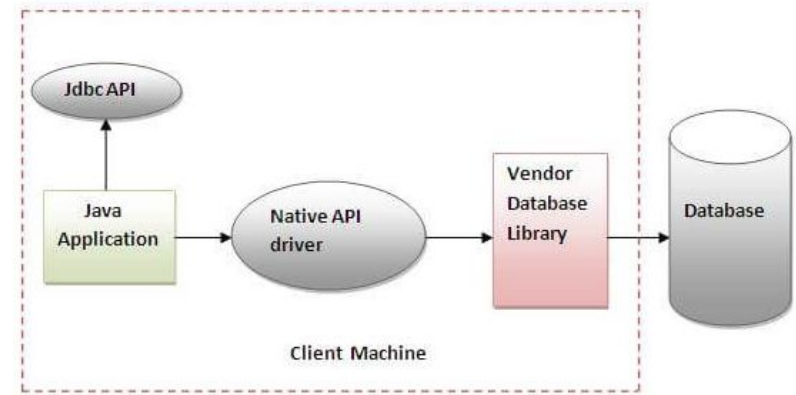 Jdbc API
Java
Application
Native API
driver
Vendor
Database
Library
Database
Client Machine